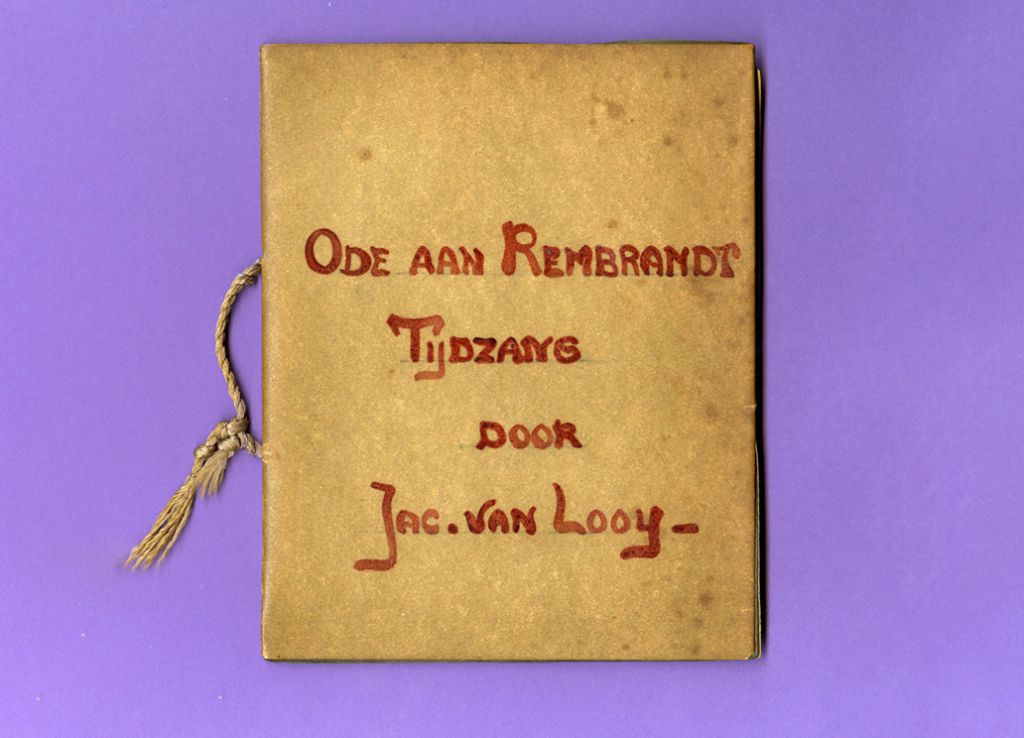 Ode aan Rembrandt
Tijdzang
door
Jac. van Looy –